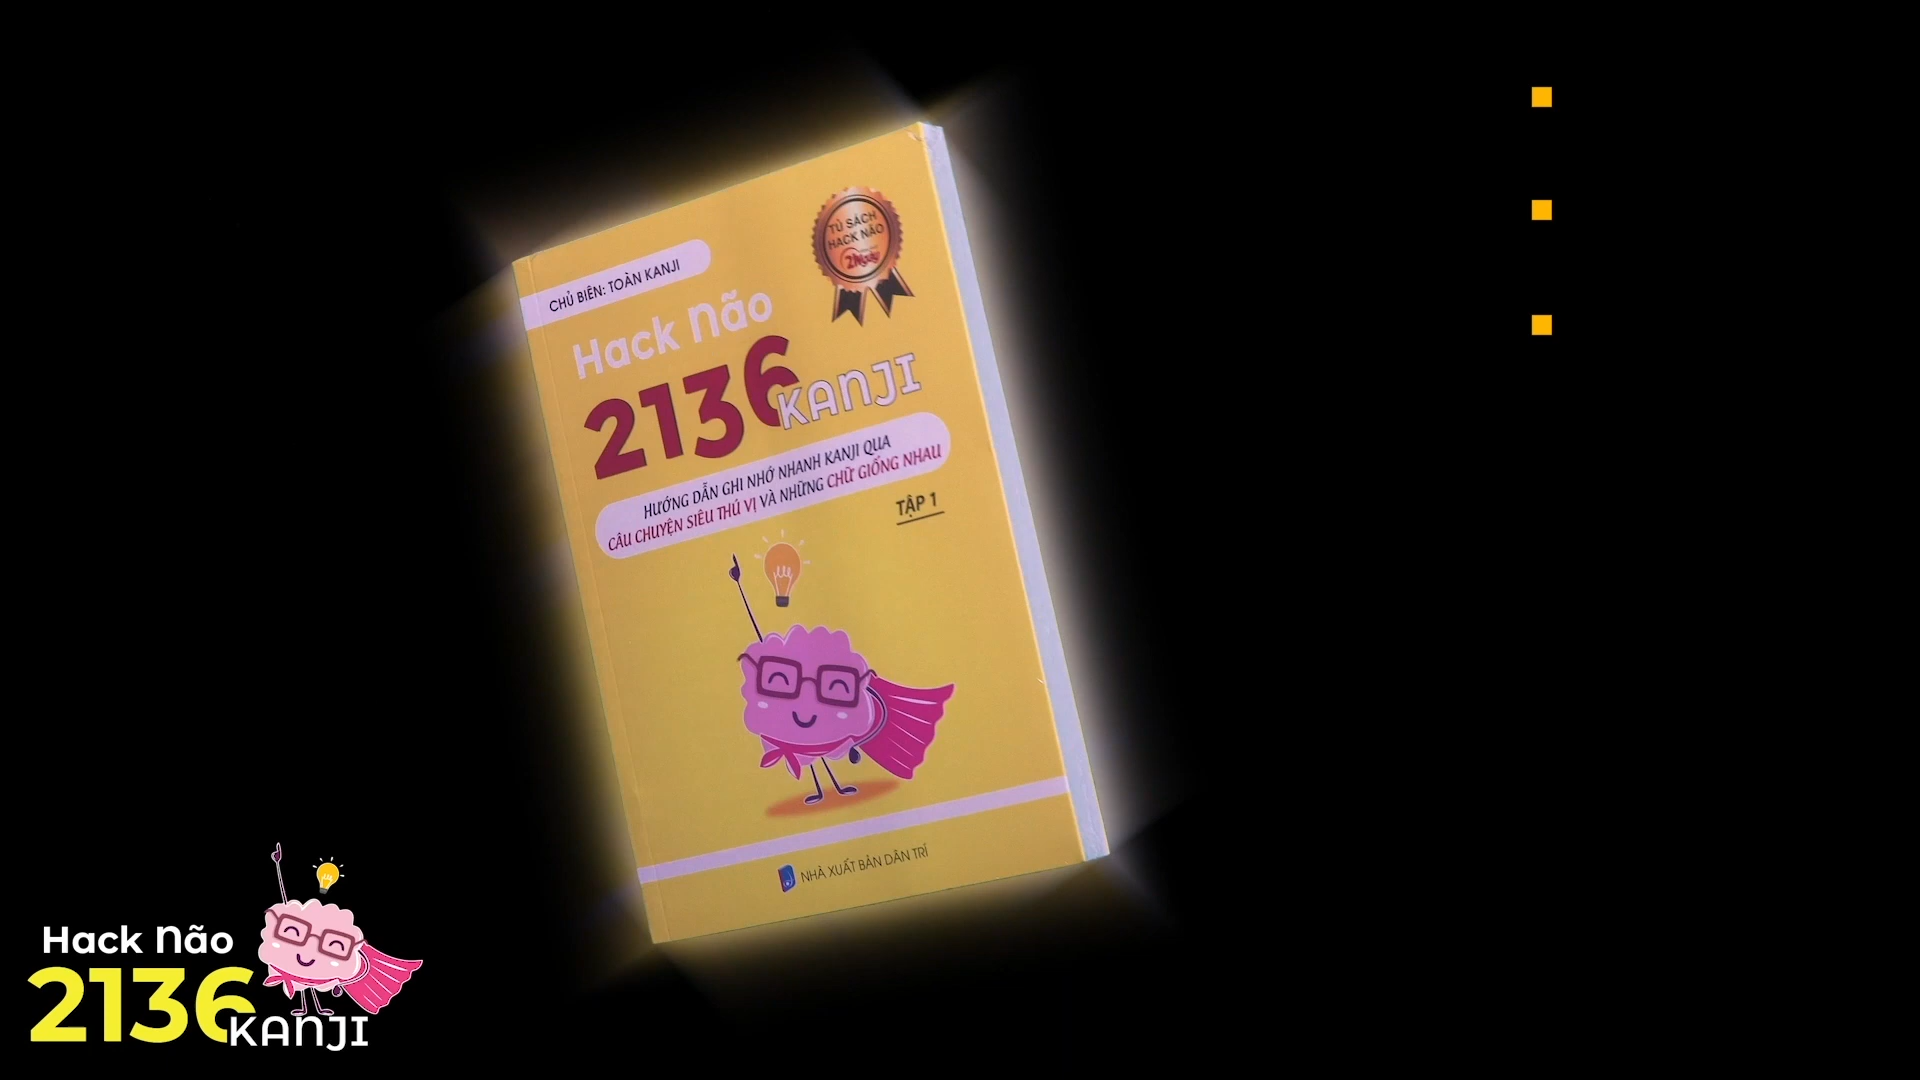 CHỦ BIÊN: TOÀN KANJI
TỦ SÁCH
HACK NÃO
2Ngày
Hack Não
2136
KANJI
HƯỚNG DẪN GHI NHỚ NHANH KANJI QUA
CÂU CHUYỆN SIÊU THÚ VỊ VÀ NHỮNG CHỮ GIỐNG NHAU
TẬP 1
NHÀ XUẤT BẢN DÂN TRÍ
Hack Não
2136
KANJI